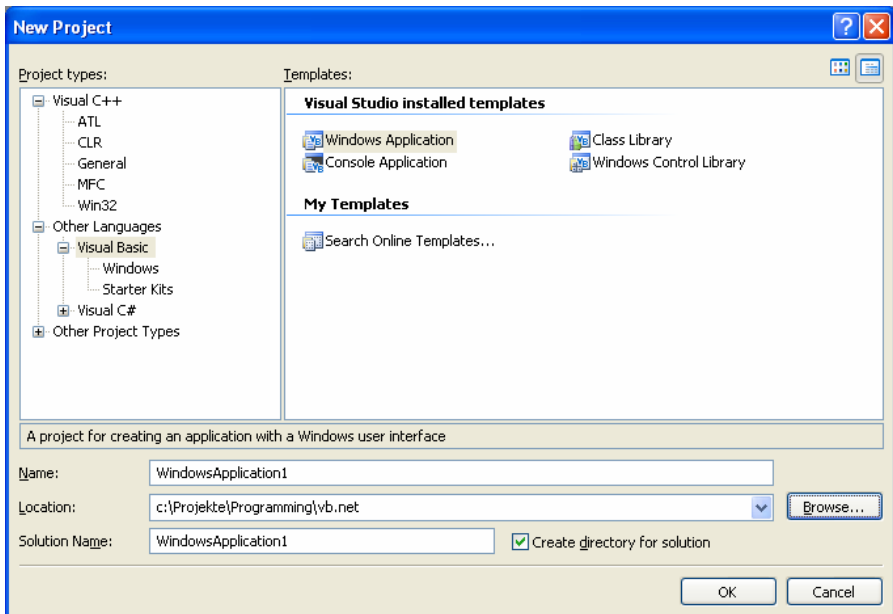 New Project
Project types:
Templates:
Visual C++
ATL
CLR
General
MFC
Win32
Other Languages
Visual Basic
Windows
Starter Kits
Visual C#
Other Project Types
Visual Studio installed templates
Windows Application
Class Library
Console Application
Windows Control Library
My Templates
Search Online Templates...
A project for creating an application with a Windows user interface
Name:
WindowsApplication1
Location:
c:\Projekte\Programming\vb.net
Browse...
Solution Name:
WindowsApplication1
Create directory for solution
OK
Cancel